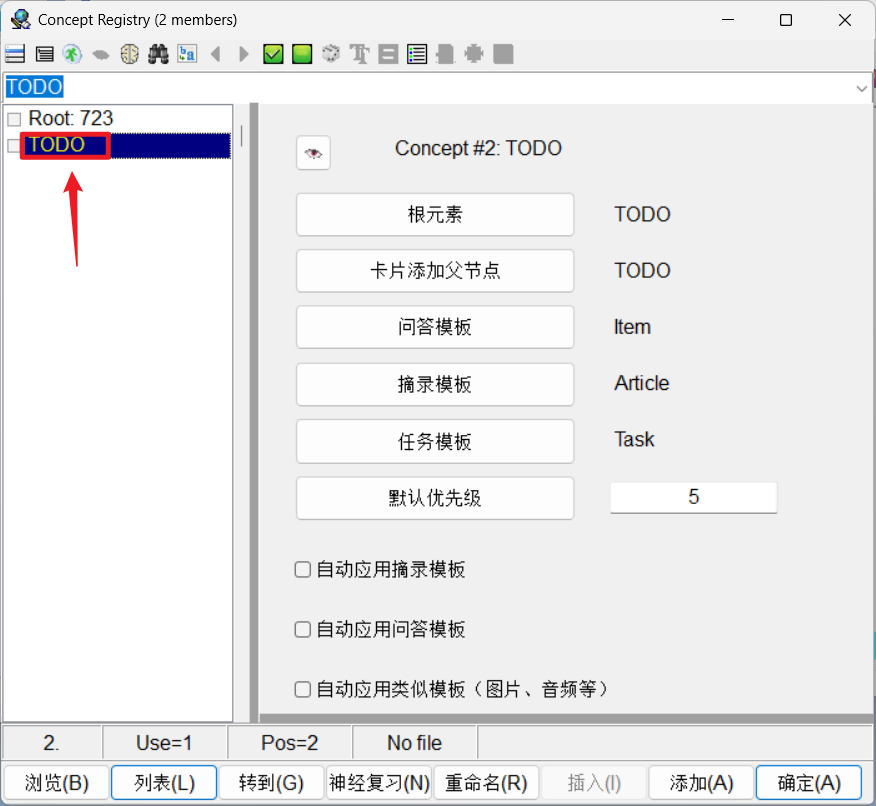 Concept Registry (2 members)
TODO
Root: 723
TODO
Concept #2: TODO
根元素 TODO
卡片添加父节点 TODO
问答模板 Item
摘录模板 Article
任务模板 Task
默认优先级 5
自动应用摘录模板
自动应用问答模板
自动应用类似模板（图片、音频等）
2. Use=1 Pos=2 No file
浏览(B) 列表(L) 转到(G) 神经复习(N) 重命名(R) 插入(I) 添加(A) 确定(A)